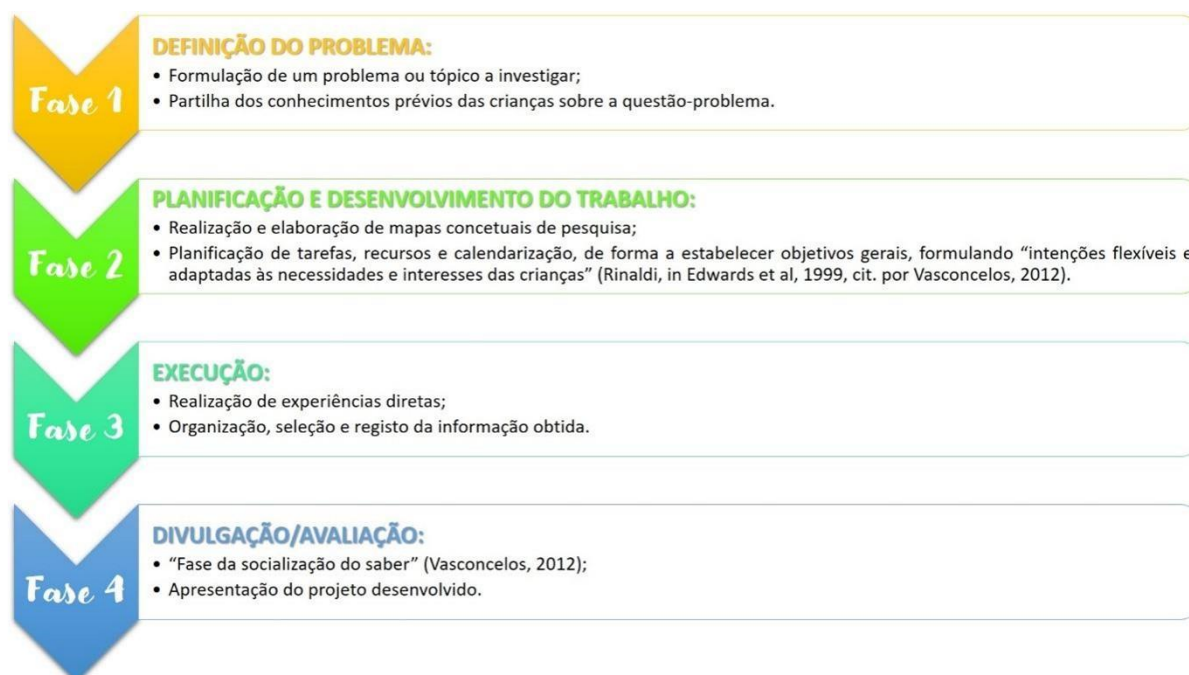 Fase 1
DEFINIÇÃO DO PROBLEMA:
• Formulação de um problema ou tópico a investigar;
• Partilha dos conhecimentos prévios das crianças sobre a questão-problema.
Fase 2
PLANIFICAÇÃO E DESENVOLVIMENTO DO TRABALHO:
• Realização e elaboração de mapas concetuais de pesquisa;
• Planificação de tarefas, recursos e calendarização, de forma a estabelecer objetivos gerais, formulando “intenções flexíveis e
adaptadas às necessidades e interesses das crianças” (Rinaldi, in Edwards et al, 1999, cit. por Vasconcelos, 2012).
Fase 3
EXECUÇÃO:
• Realização de experiências diretas;
• Organização, seleção e registo da informação obtida.
Fase 4
DIVULGAÇÃO/AVALIAÇÃO:
• “Fase da socialização do saber” (Vasconcelos, 2012);
• Apresentação do projeto desenvolvido.